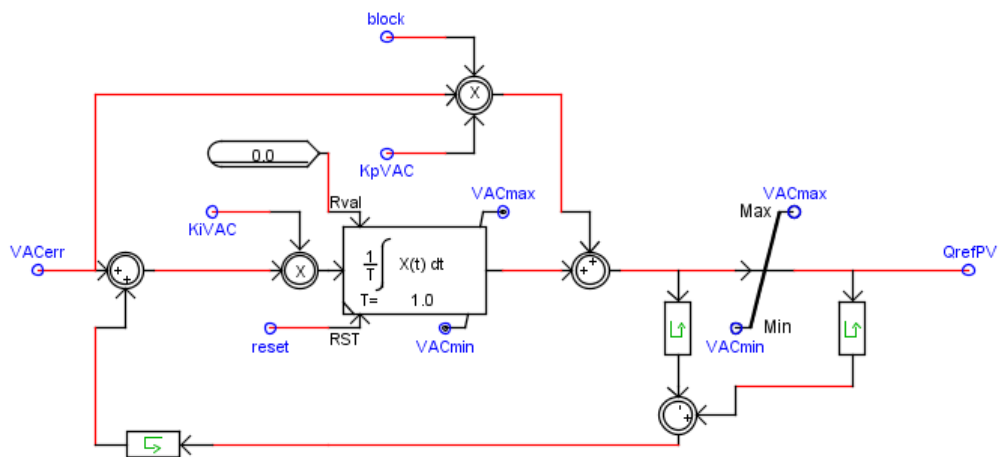 block
X
0.0
KpVAC
Rval
VACmax
VACmax
Max
KiVAC
VACerr
+
+
X
1
T
∫
X(t) dt
T=
1.0
+
+
QrefPV
reset
RST
VACmin
VACmin
Min
-
+